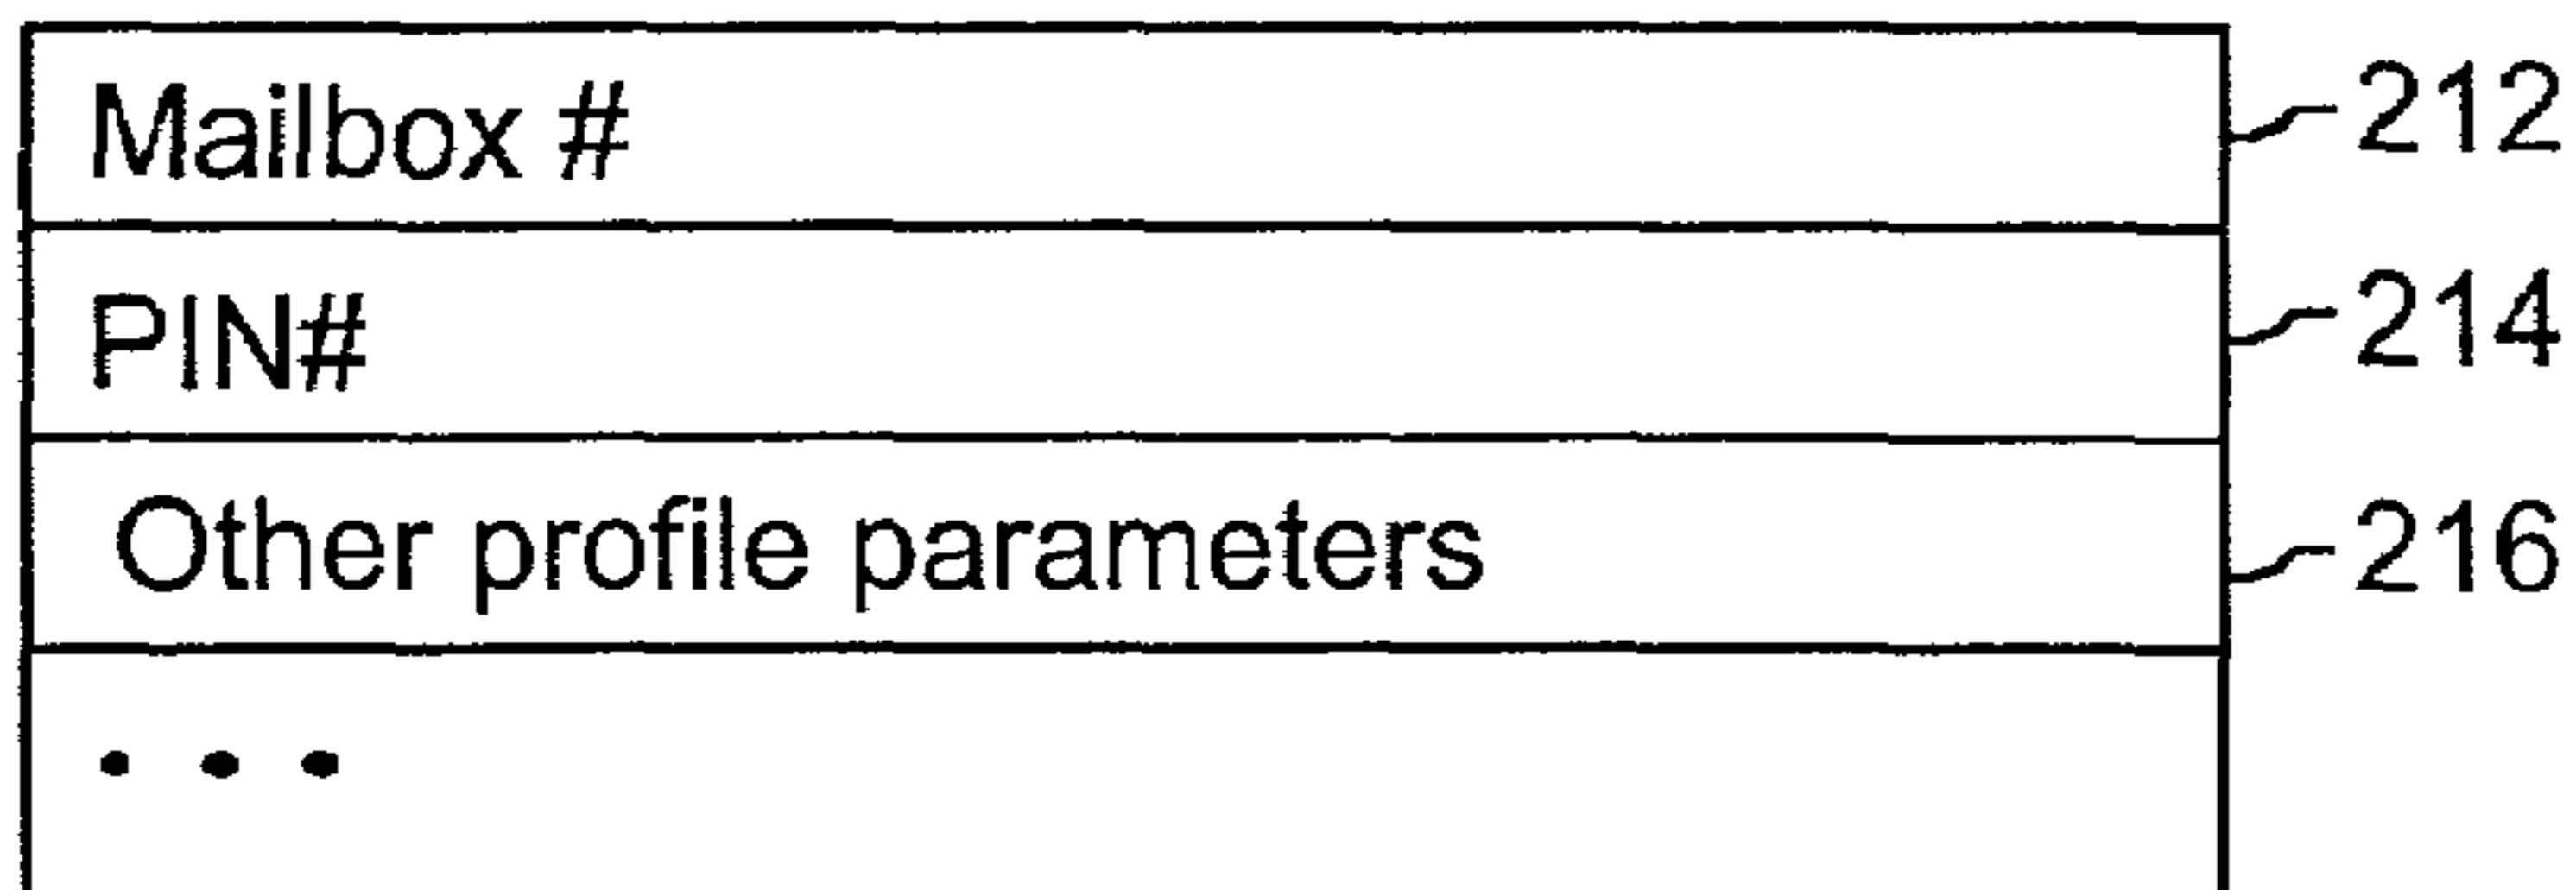 Mailbox # 212
PIN# 214
Other profile parameters 216
• • •